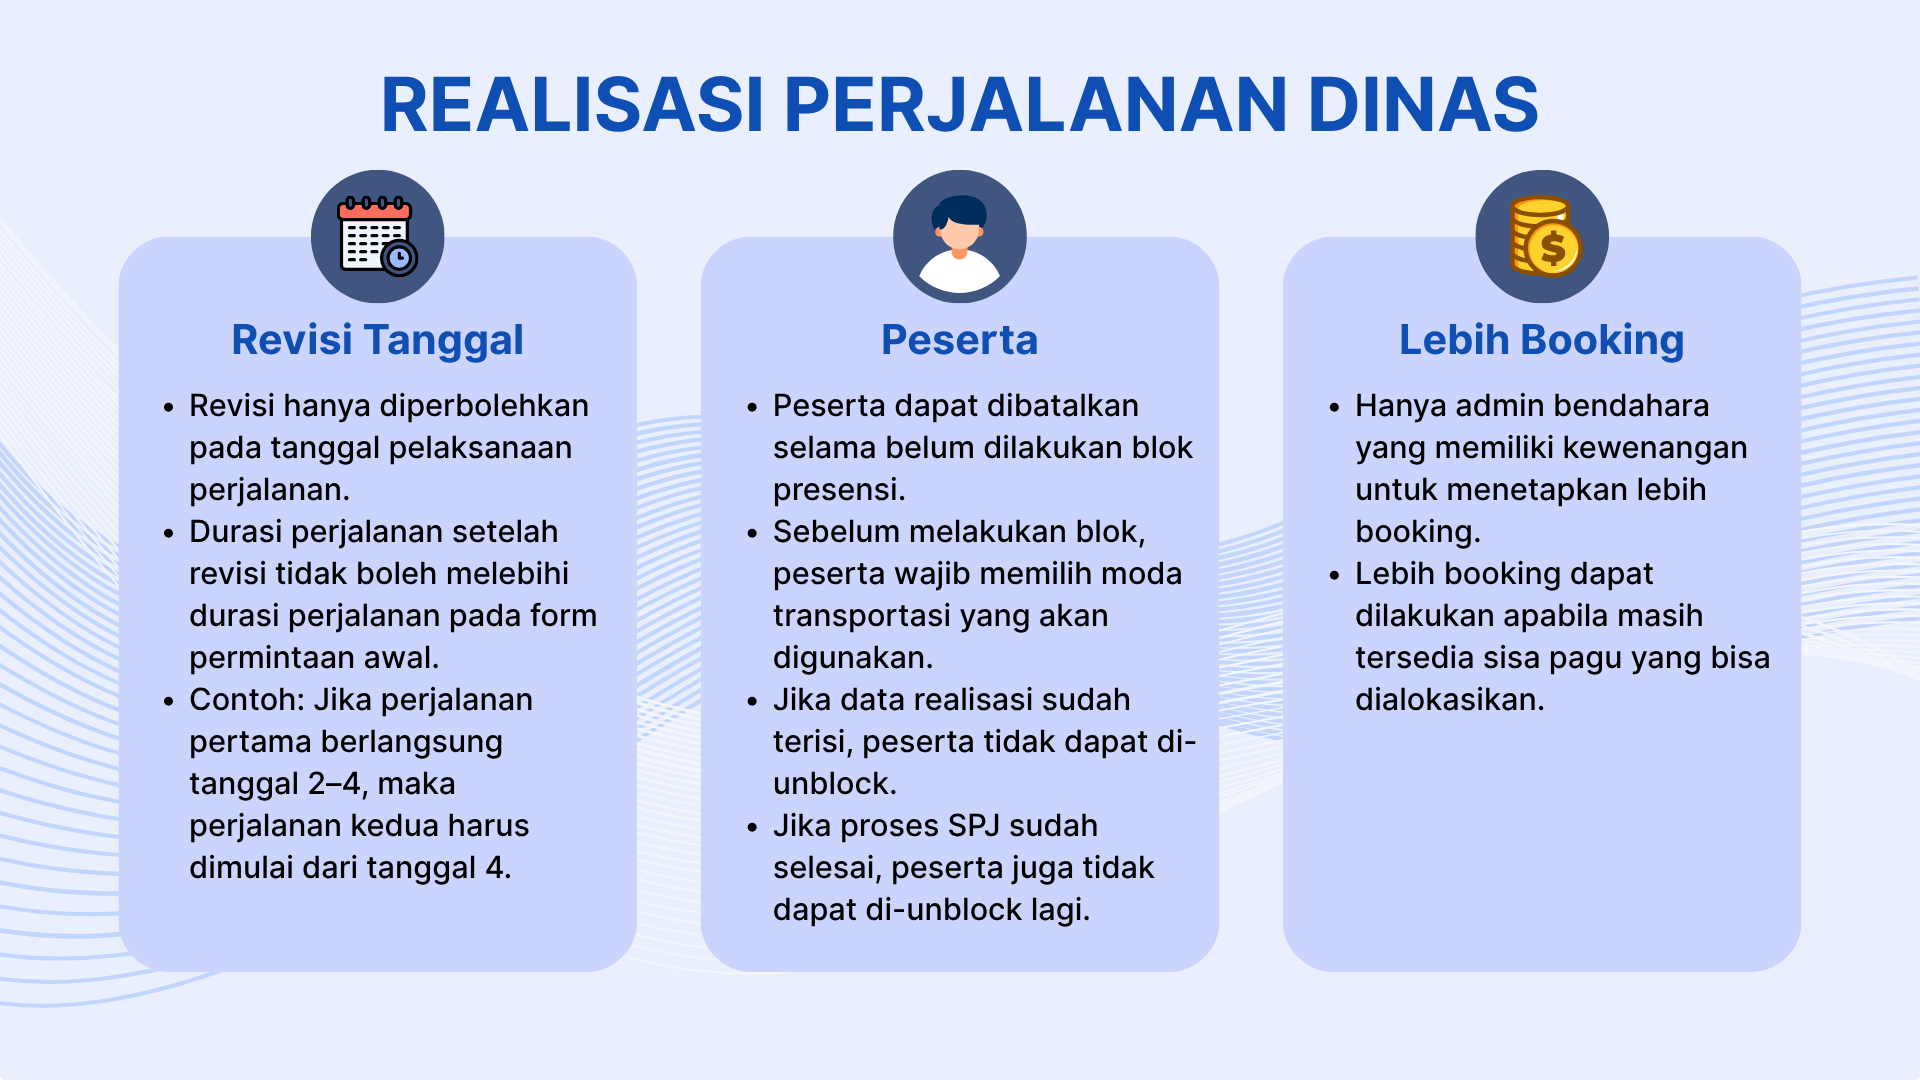 REALISASI PERJALANAN DINAS
Revisi Tanggal
• Revisi hanya diperbolehkan
pada tanggal pelaksanaan
perjalanan.
• Durasi perjalanan setelah
revisi tidak boleh melebihi
durasi perjalanan pada form
permintaan awal.
• Contoh: Jika perjalanan
pertama berlangsung
tanggal 2–4, maka
perjalanan kedua harus
dimulai dari tanggal 4.
Peserta
• Peserta dapat dibatalkan
selama belum dilakukan blok
presensi.
• Sebelum melakukan blok,
peserta wajib memilih moda
transportasi yang akan
digunakan.
• Jika data realisasi sudah
terisi, peserta tidak dapat di-
unblock.
• Jika proses SPJ sudah
selesai, peserta juga tidak
dapat di-unblock lagi.
Lebih Booking
• Hanya admin bendahara
yang memiliki kewenangan
untuk menetapkan lebih
booking.
• Lebih booking dapat
dilakukan apabila masih
tersedia sisa pagu yang bisa
dialokasikan.